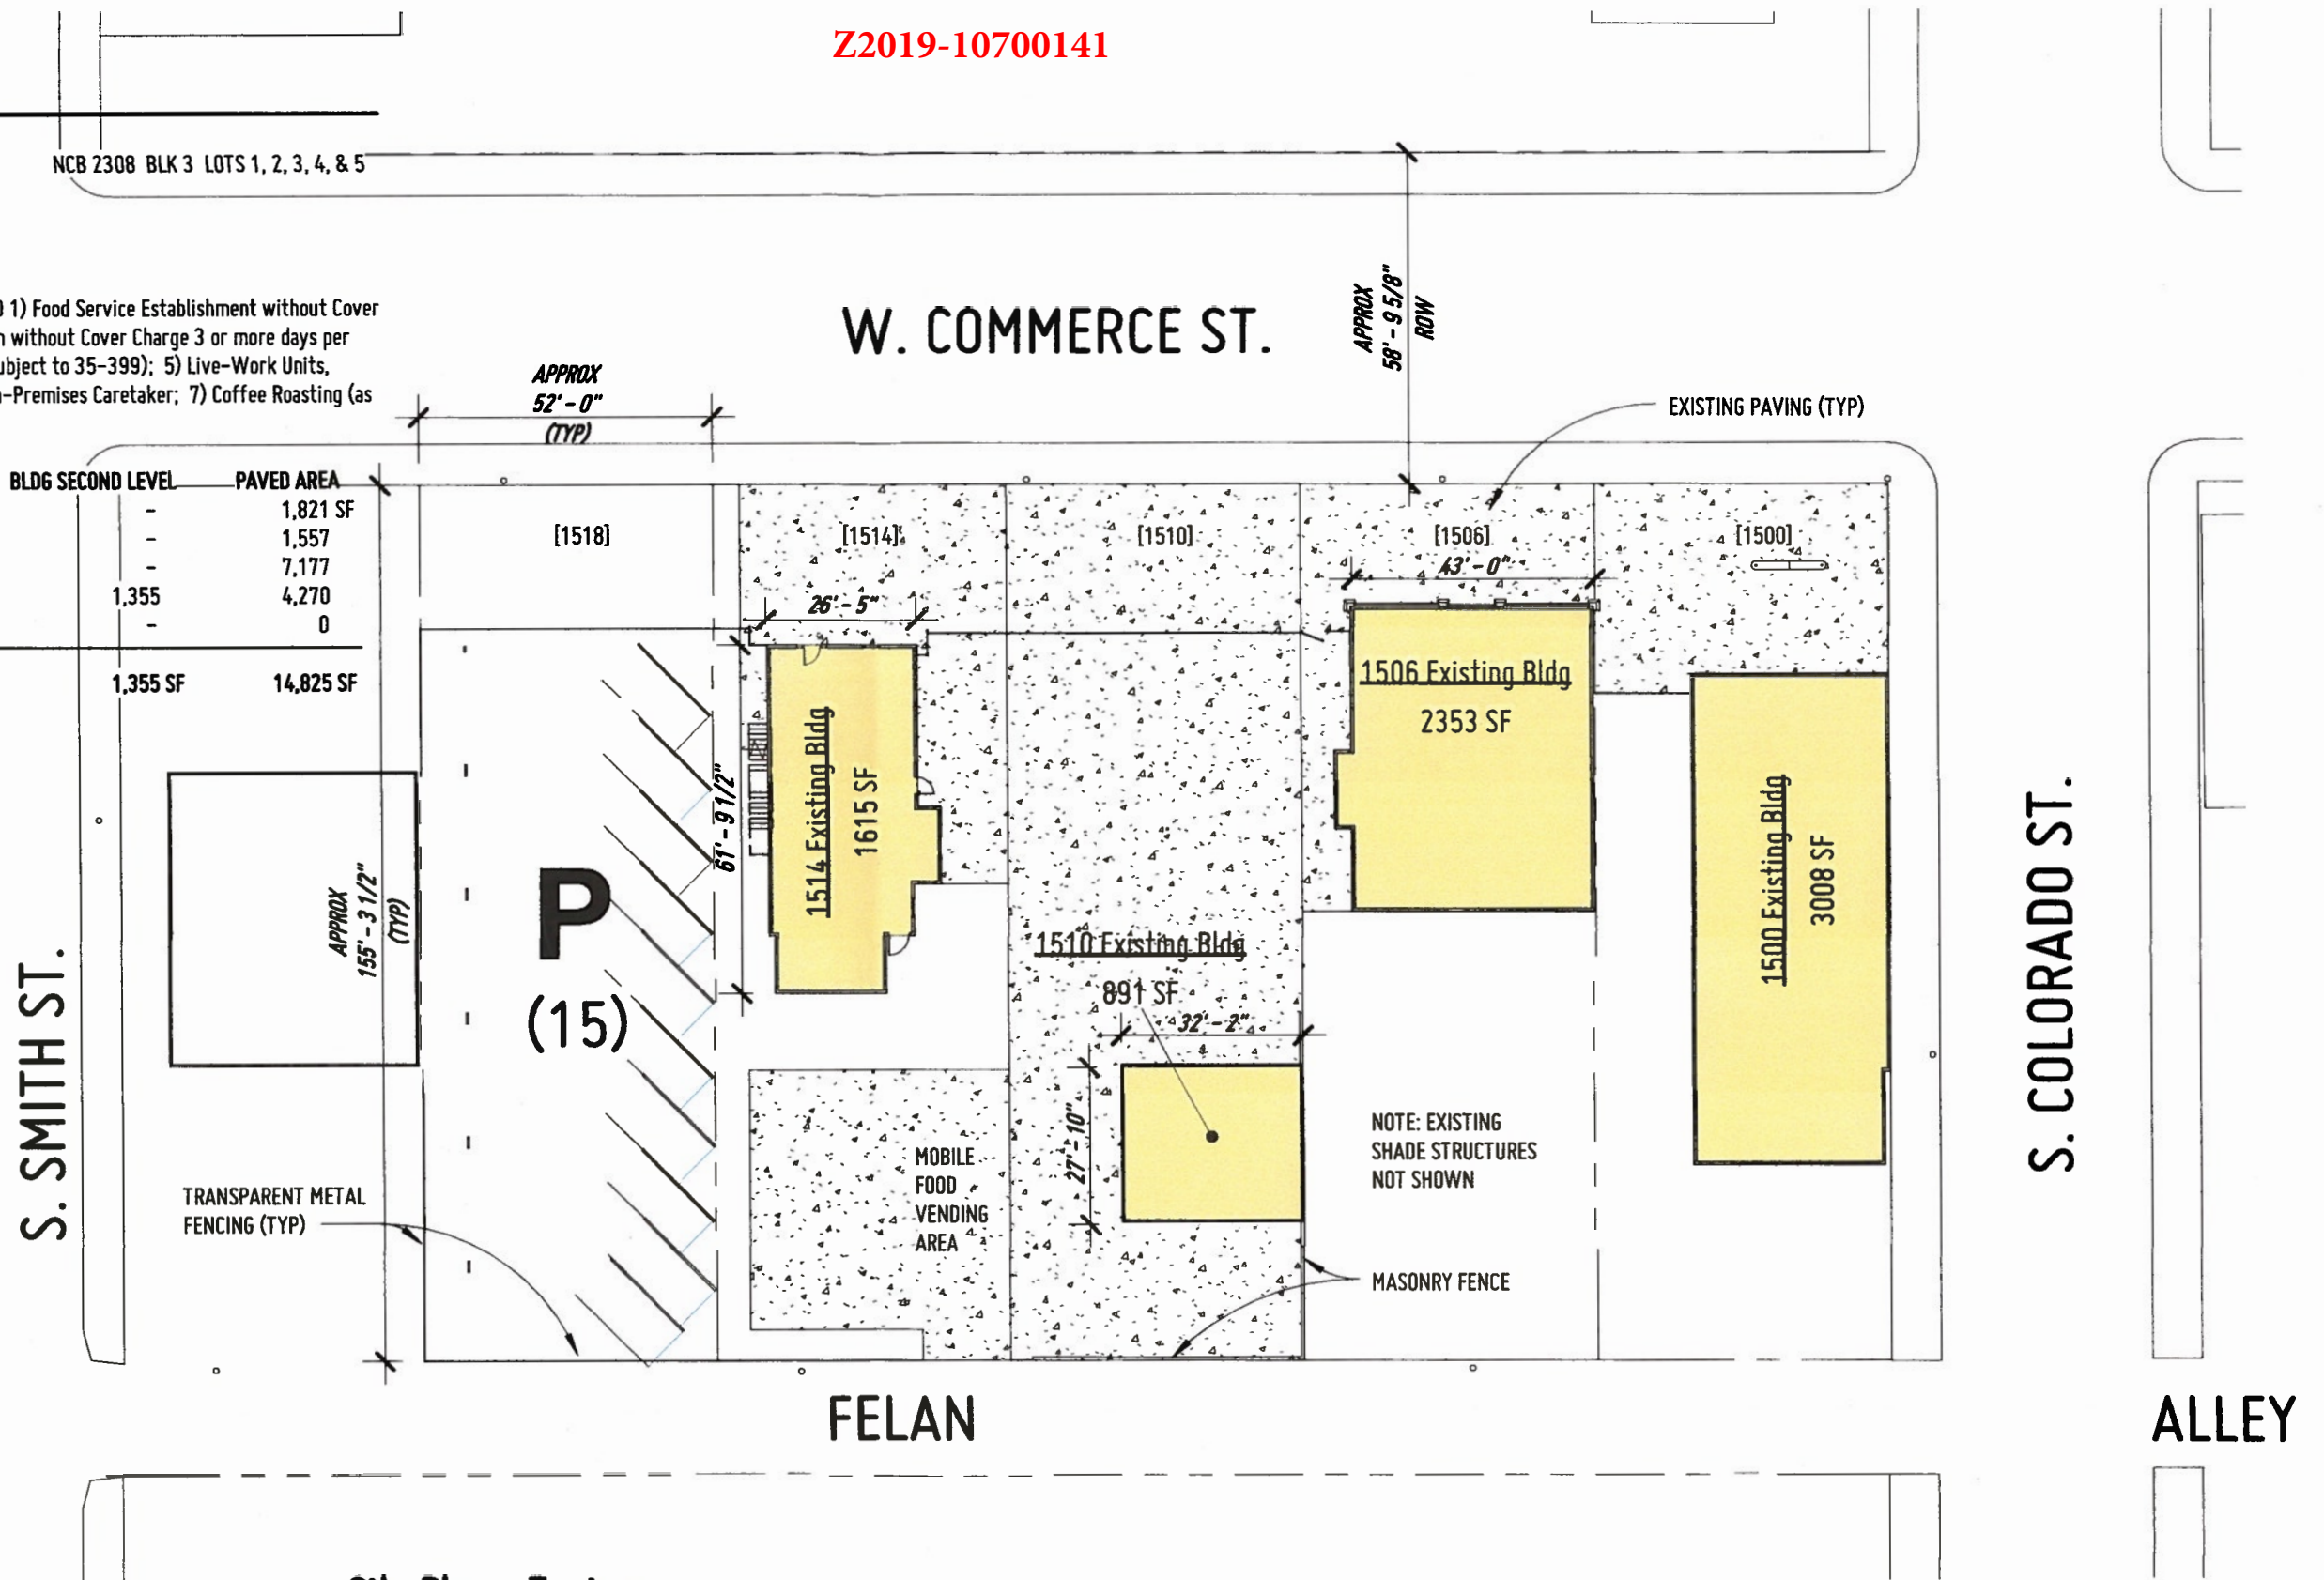 Z2019-10700141
NCB 2308 BLK 3 LOTS 1, 2, 3, 4, & 5
1) Food Service Establishment without Cover
without Cover Charge 3 or more days per
subject to 35-399); 5) Live-Work Units,
-Premises Caretaker; 7) Coffee Roasting (as
W. COMMERCE ST.
APPROX
58' - 9 5/8"
ROW
APPROX
52' - 0"
(TYP)
EXISTING PAVING (TYP)
BLDG SECOND LEVEL PAVED AREA
- 1,821 SF
- 1,557
- 7,177
1,355 4,270
- 0
1,355 SF 14,825 SF
[1518]
[1514]
[1510]
[1506]
[1500]
43' - 0"
26' - 5"
1506 Existing Bldg
2353 SF
1514 Existing Bldg
1615 SF
61' - 9 1/2"
1500 Existing Bldg
3008 SF
APPROX
155' - 3 1/2"
(TYP)
P
(15)
1510 Existing Bldg
891 SF
32' - 2"
27' - 10"
S. SMITH ST.
S. COLORADO ST.
MOBILE
FOOD
VENDING
AREA
NOTE: EXISTING
SHADE STRUCTURES
NOT SHOWN
TRANSPARENT METAL
FENCING (TYP)
MASONRY FENCE
FELAN
ALLEY